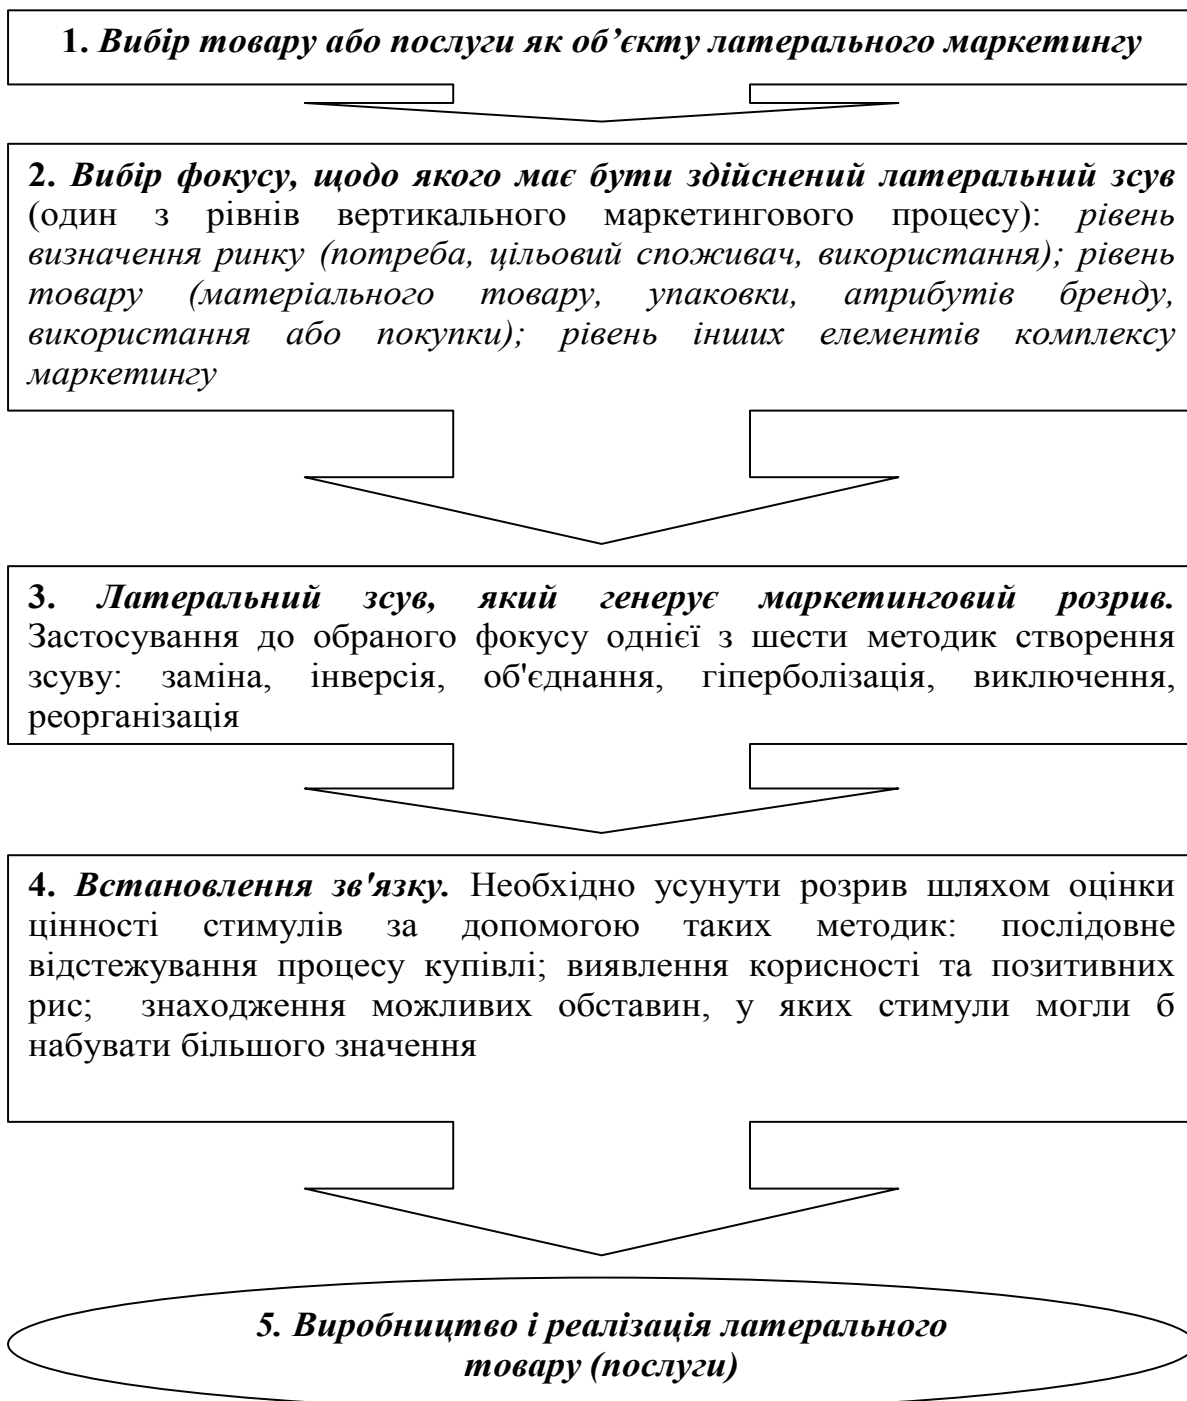 1. Вибір товару або послуги як об’єкту латерального маркетингу
2. Вибір фокусу, щодо якого має бути здійснений латеральний зсув
(один з рівнів вертикального маркетингового процесу): рівень
визначення ринку (потреба, цільовий споживач, використання); рівень
товару (матеріального товару, упаковки, атрибутів бренду,
використання або покупки); рівень інших елементів комплексу
маркетингу
3. Латеральний зсув, який генерує маркетинговий розрив.
Застосування до обраного фокусу однієї з шести методик створення
зсуву: заміна, інверсія, об'єднання, гіперболізація, виключення,
реорганізація
4. Встановлення зв'язку. Необхідно усунути розрив шляхом оцінки
цінності стимулів за допомогою таких методик: послідовне
відстежування процесу купівлі; виявлення корисності та позитивних
рис; знаходження можливих обставин, у яких стимули могли б
набувати більшого значення
5. Виробництво і реалізація латерального
товару (послуги)